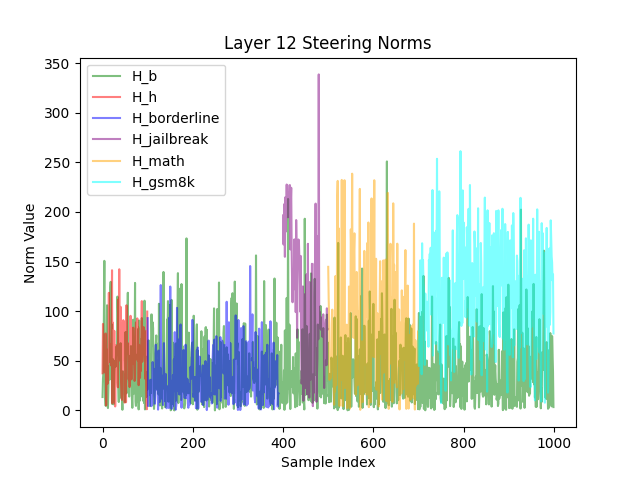 Layer 12 Steering Norms
350
300
250
200
150
100
50
0
Norm Value
H_b
H_h
H_borderline
H_jailbreak
H_math
H_gsm8k
0
200
400
600
800
1000
Sample Index